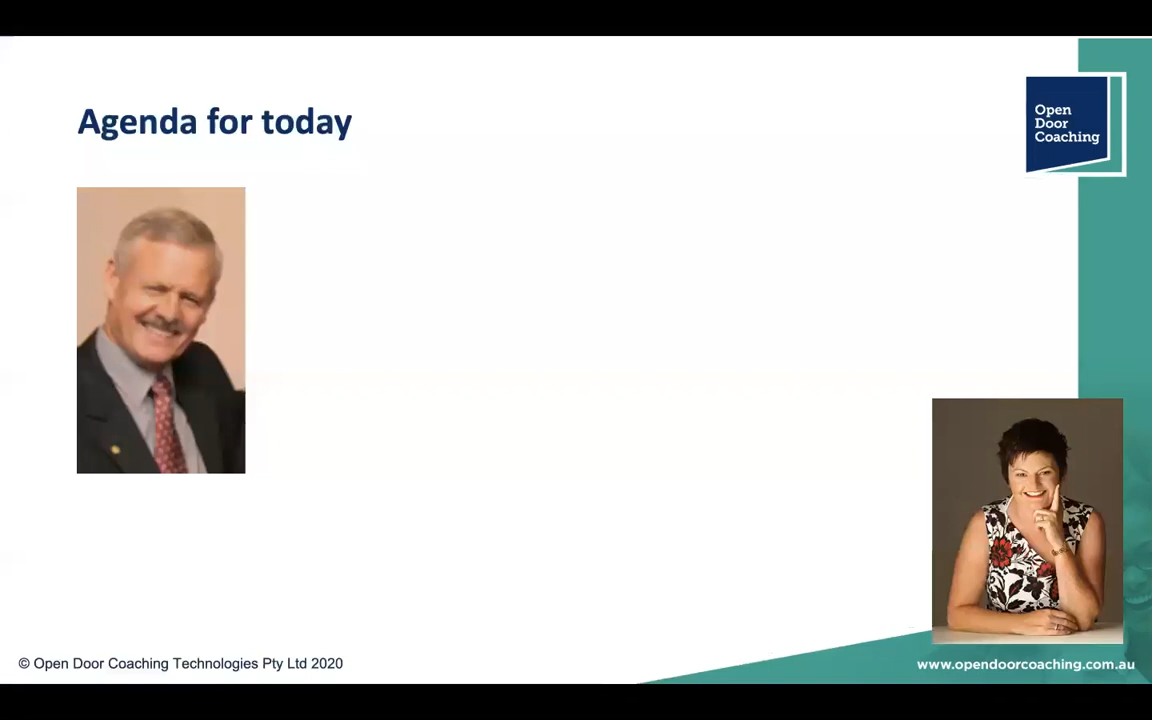 Agenda for today
Open
Door
Coaching
© Open Door Coaching Technologies Pty Ltd 2020
www.opendoorcoaching.com.au